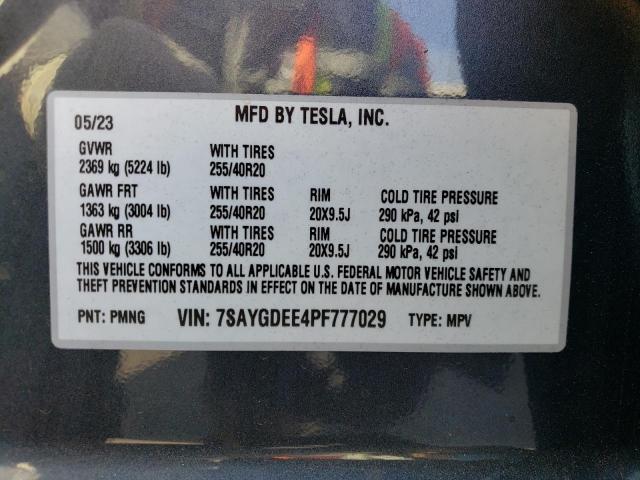 05/23 MFD BY TESLA, INC.
GVWR WITH TIRES
2369 kg (5224 lb) 255/40R20
GAWR FRT WITH TIRES RIM COLD TIRE PRESSURE
1363 kg (3004 lb) 255/40R20 20X9.5J 290 kPa, 42 psi
GAWR RR WITH TIRES RIM COLD TIRE PRESSURE
1500 kg (3306 lb) 255/40R20 20X9.5J 290 kPa, 42 psi
THIS VEHICLE CONFORMS TO ALL APPLICABLE U.S. FEDERAL MOTOR VEHICLE SAFETY AND
THEFT PREVENTION STANDARDS IN EFFECT ON THE DATE OF MANUFACTURE SHOWN ABOVE.
PNT: PMNG VIN: 7SAYGDEE4PF777029 TYPE: MPV